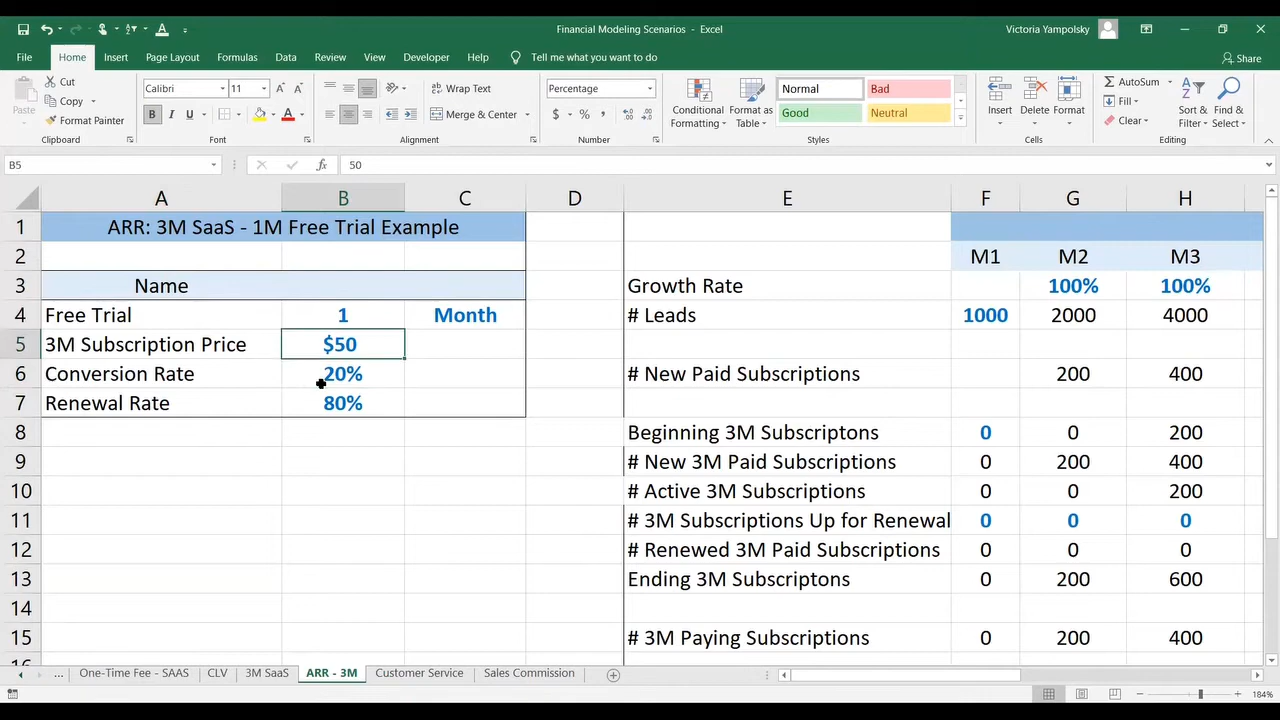 Financial Modeling Scenarios - Excel
Victoria Yampolsky
File Home Insert Page Layout Formulas Data Review View Developer Help Tell me what you want to do Share
Cut
Copy
Format Painter
Paste
Clipboard
Calibri 11
B I U
Font
Wrap Text
Merge & Center
Alignment
Percentage
$ % ,
Number
Conditional Formatting
Format as Table
Normal Bad
Good Neutral
Styles
Insert Delete Format
Cells
AutoSum
Fill
Clear
Sort & Filter
Find & Select
Editing
B5 fx 50
A B C D E F G H
1 ARR: 3M SaaS - 1M Free Trial Example
2 M1 M2 M3
3 Name Growth Rate 100% 100%
4 Free Trial 1 Month # Leads 1000 2000 4000
5 3M Subscription Price $50
6 Conversion Rate 20% # New Paid Subscriptions 200 400
7 Renewal Rate 80%
8 Beginning 3M Subscriptons 0 0 200
9 # New 3M Paid Subscriptions 0 200 400
10 # Active 3M Subscriptions 0 0 200
11 # 3M Subscriptions Up for Renewal 0 0 0
12 # Renewed 3M Paid Subscriptions 0 0 0
13 Ending 3M Subscriptons 0 200 600
14
15 # 3M Paying Subscriptions 0 200 400
... One-Time Fee - SAAS CLV 3M SaaS ARR - 3M Customer Service Sales Commission
184%